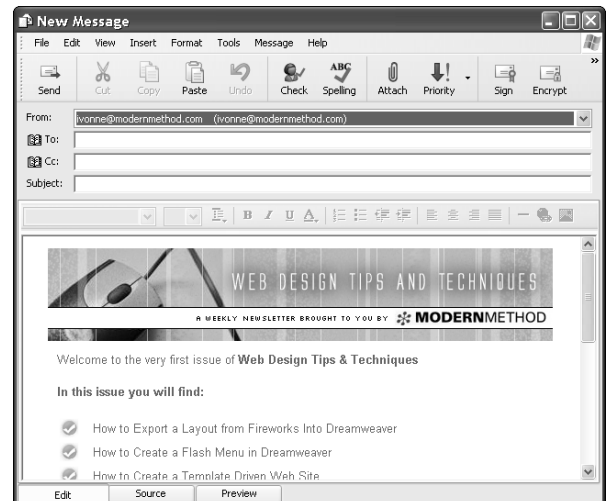 New Message
File Edit View Insert Format Tools Message Help
Send Cut Copy Paste Undo Check ABC Spelling Attach Priority Sign Encrypt
From: ivonne@modernmethod.com (ivonne@modernmethod.com)
To:
Cc:
Subject:
B I U A
WEB DESIGN TIPS AND TECHNIQUES
A WEEKLY NEWSLETTER BROUGHT TO YOU BY MODERNMETHOD
Welcome to the very first issue of Web Design Tips & Techniques
In this issue you will find:
How to Export a Layout from Fireworks Into Dreamweaver
How to Create a Flash Menu in Dreamweaver
How to Create a Template Driven Web Site
Edit Source Preview